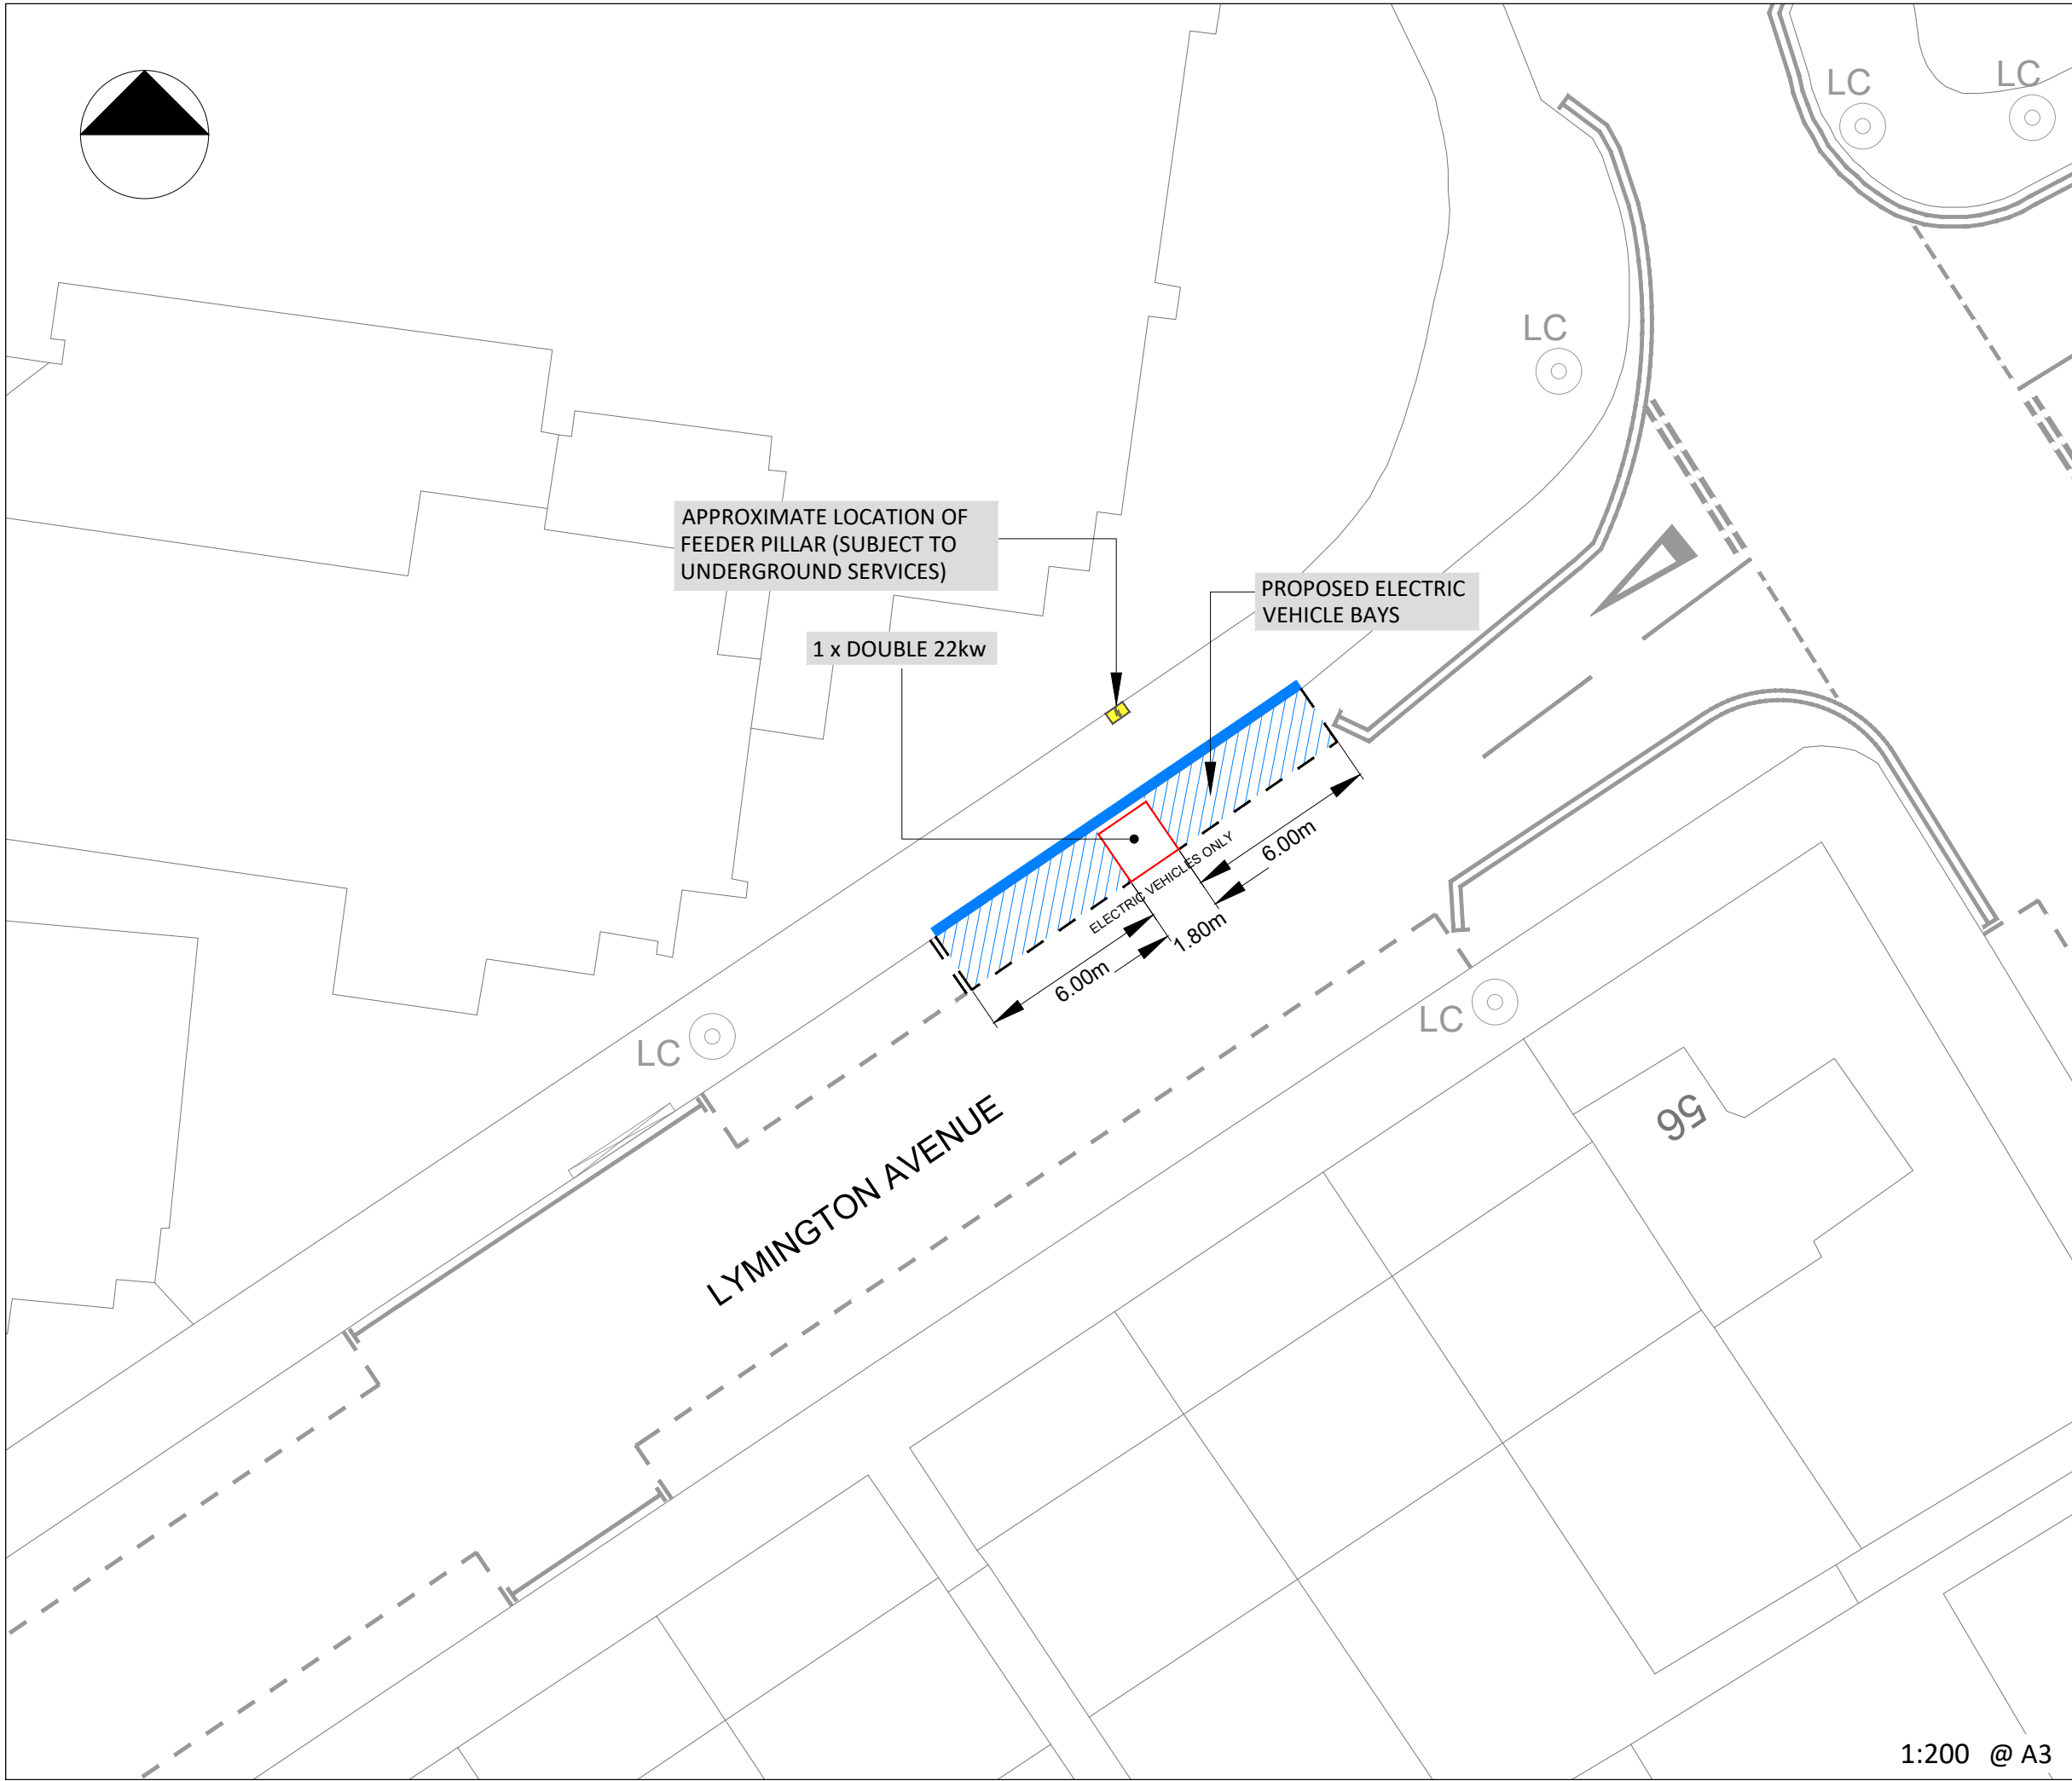 LC
LC
LC
APPROXIMATE LOCATION OF
FEEDER PILLAR (SUBJECT TO
UNDERGROUND SERVICES)
PROPOSED ELECTRIC
VEHICLE BAYS
1 x DOUBLE 22kw
ELECTRIC VEHICLES ONLY
6.00m
1.80m
6.00m
LC
LC
LYMINGTON AVENUE
56
1:200 @ A3